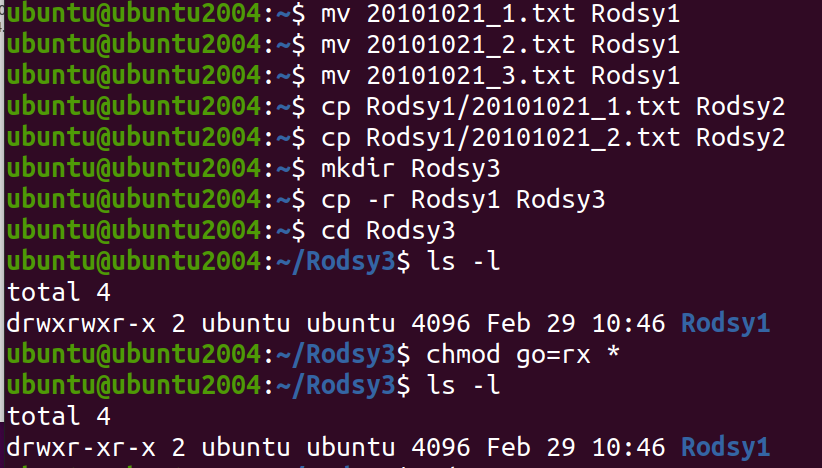 ubuntu@ubuntu2004:~$ mv 20101021_1.txt Rodsy1
ubuntu@ubuntu2004:~$ mv 20101021_2.txt Rodsy1
ubuntu@ubuntu2004:~$ mv 20101021_3.txt Rodsy1
ubuntu@ubuntu2004:~$ cp Rodsy1/20101021_1.txt Rodsy2
ubuntu@ubuntu2004:~$ cp Rodsy1/20101021_2.txt Rodsy2
ubuntu@ubuntu2004:~$ mkdir Rodsy3
ubuntu@ubuntu2004:~$ cp -r Rodsy1 Rodsy3
ubuntu@ubuntu2004:~$ cd Rodsy3
ubuntu@ubuntu2004:~/Rodsy3$ ls -l
total 4
drwxrwxr-x 2 ubuntu ubuntu 4096 Feb 29 10:46 Rodsy1
ubuntu@ubuntu2004:~/Rodsy3$ chmod go=rx *
ubuntu@ubuntu2004:~/Rodsy3$ ls -l
total 4
drwxr-xr-x 2 ubuntu ubuntu 4096 Feb 29 10:46 Rodsy1